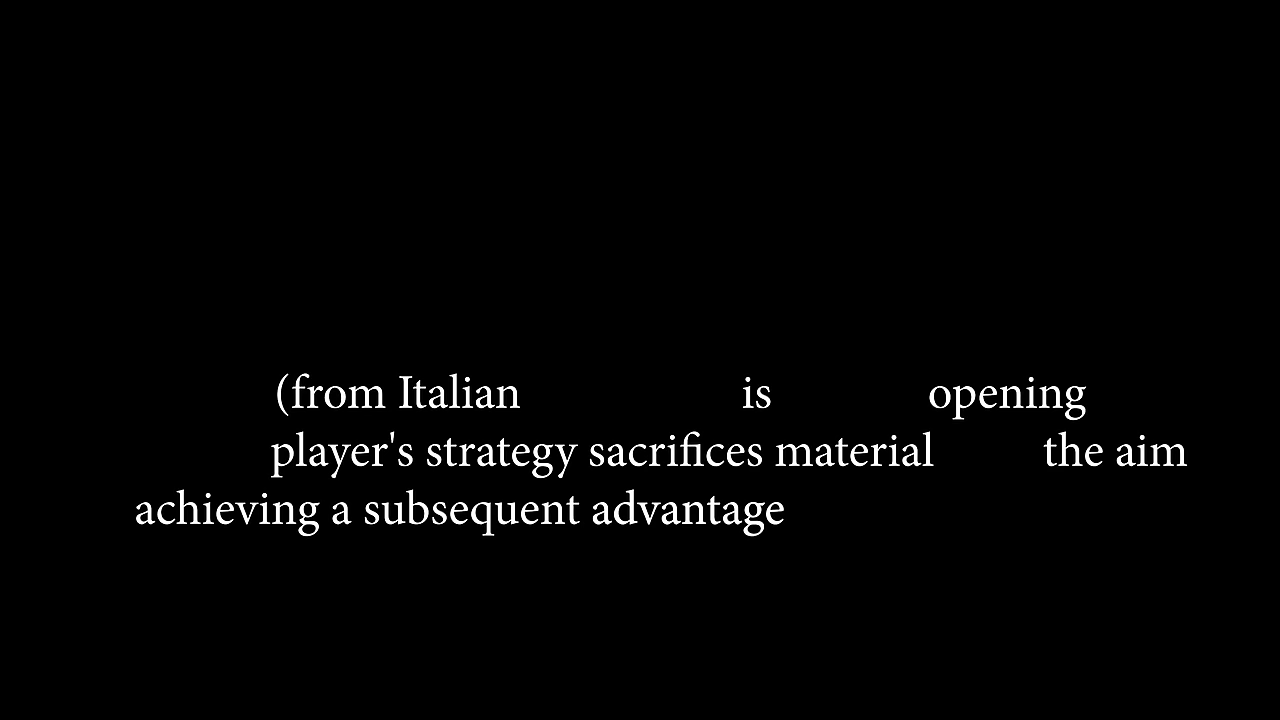 (from Italian is opening
player's strategy sacrifices material the aim
achieving a subsequent advantage